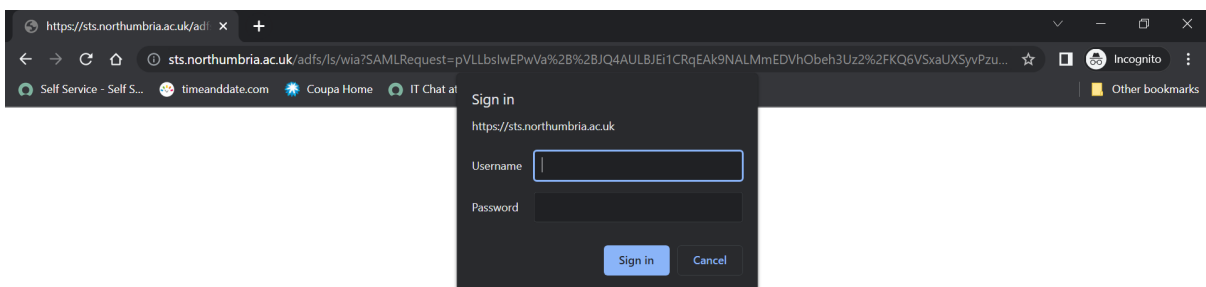 https://sts.northumbria.ac.uk/adf
sts.northumbria.ac.uk/adfs/ls/wia?SAMLRequest=pVLLbslwEPwVa%2B%2BJQ4AULBJEi1CRqEAk9NALMmEDVhObeh3Uz2%2FKQ6VSxaUXSyvPzu... Incognito
Self Service - Self S... timeanddate.com Coupa Home IT Chat at Other bookmarks
Sign in
https://sts.northumbria.ac.uk
Username
Password
Sign in Cancel